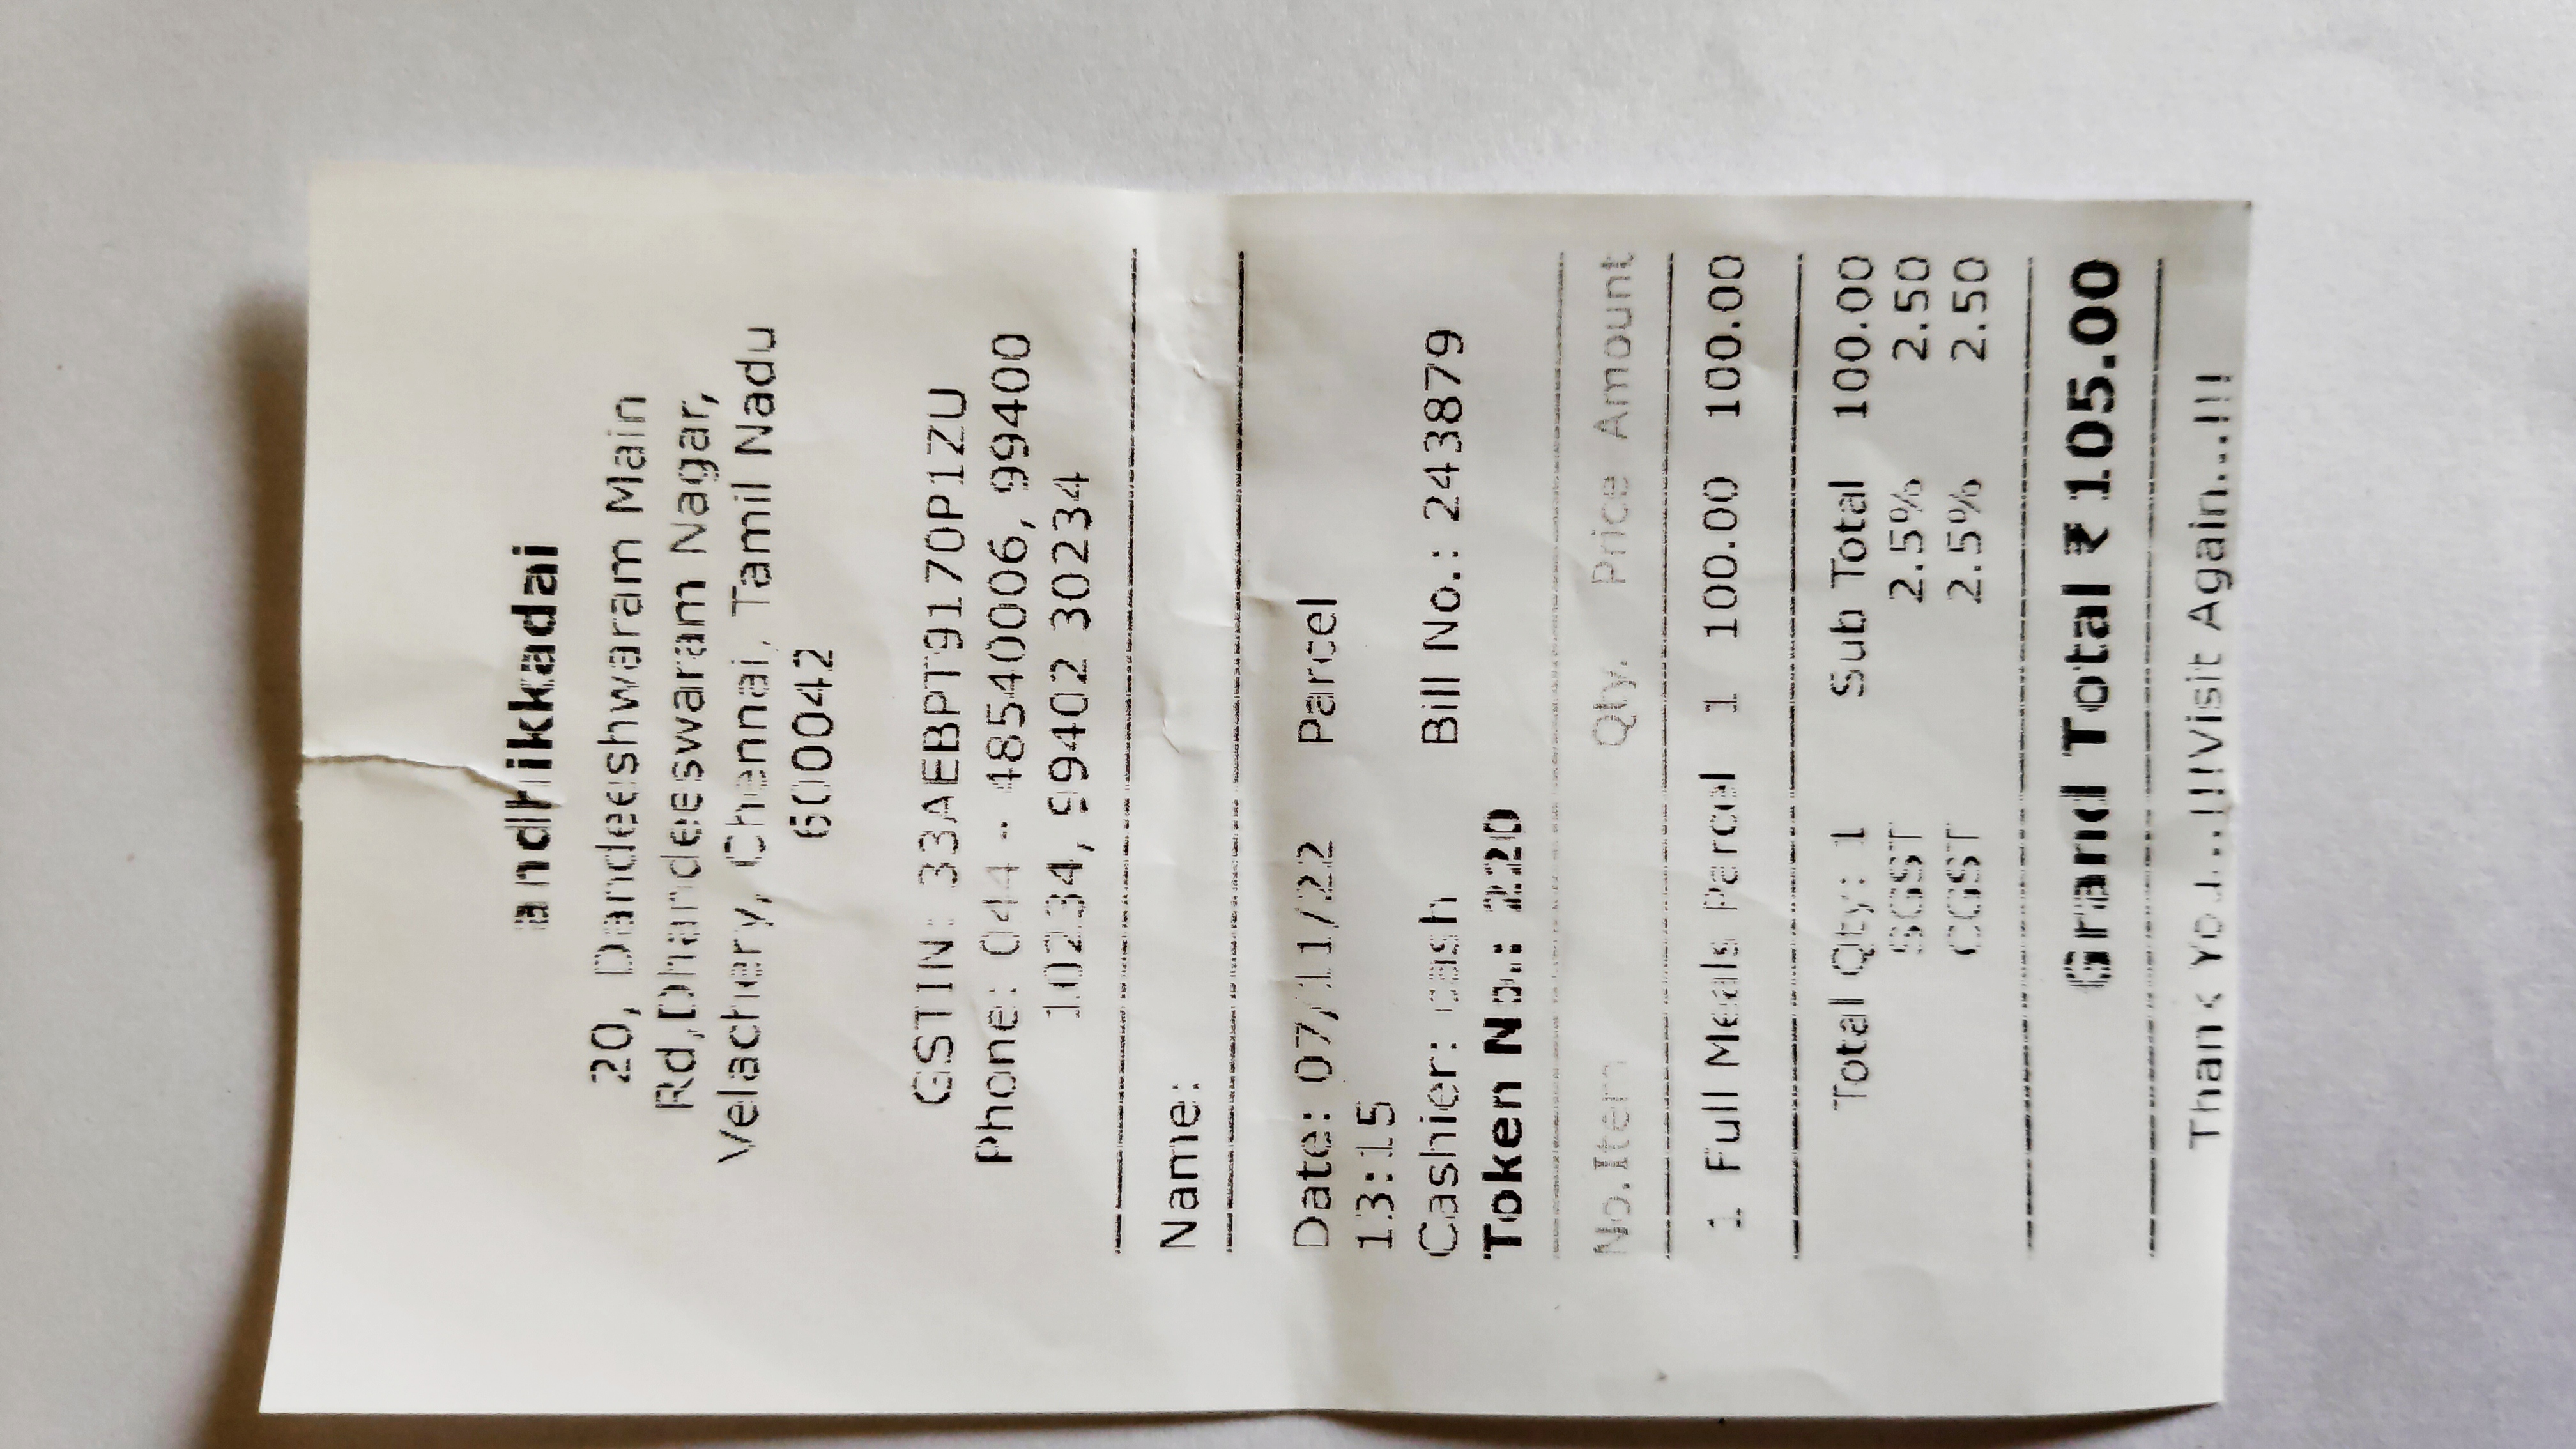 andhikkadai
20, Dandeeshwaram Main
Rd,Dhandeeswaram Nagar,
Velachery, Chennai, Tamil Nadu
600042
GSTIN: 33AEBPT9170P1ZU
Phone: 044 - 48540006, 99400
10234, 99402 30234
Name:
Date: 07/11/22 Parcel
13:15
Cashier: cash Bill No.: 243879
Token No.: 220
No.Item Qty. Price Amount
1 Full Meals Parcel 1 100.00 100.00
Total Qty: 1 Sub Total 100.00
SGST 2.5% 2.50
CGST 2.5% 2.50
Grand Total ₹ 105.00
Thank You...!!!Visit Again...!!!